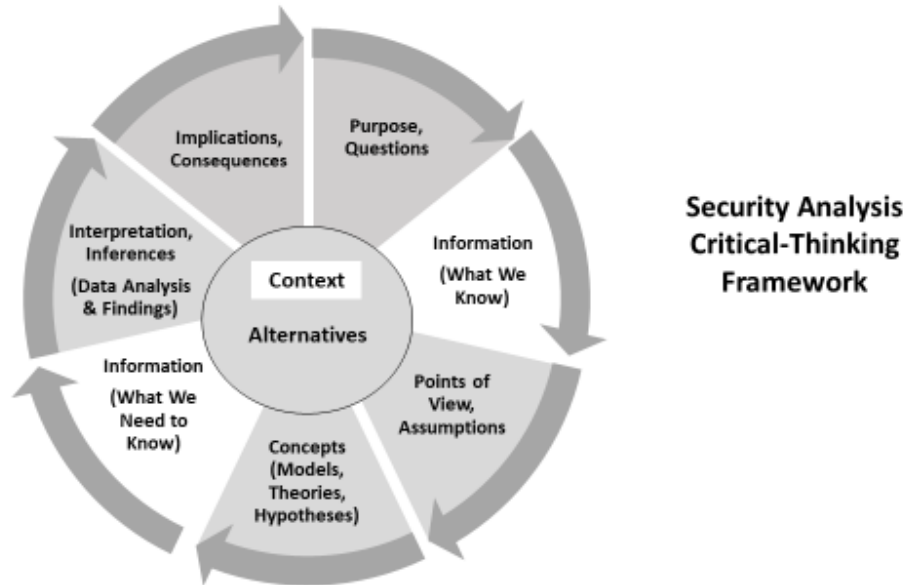 Implications,
Consequences
Purpose,
Questions
Information
(What We
Know)
Points of
View,
Assumptions
Concepts
(Models,
Theories,
Hypotheses)
Information
(What We
Need to
Know)
Interpretation,
Inferences
(Data Analysis
& Findings)
Context
Alternatives
Security Analysis
Critical-Thinking
Framework